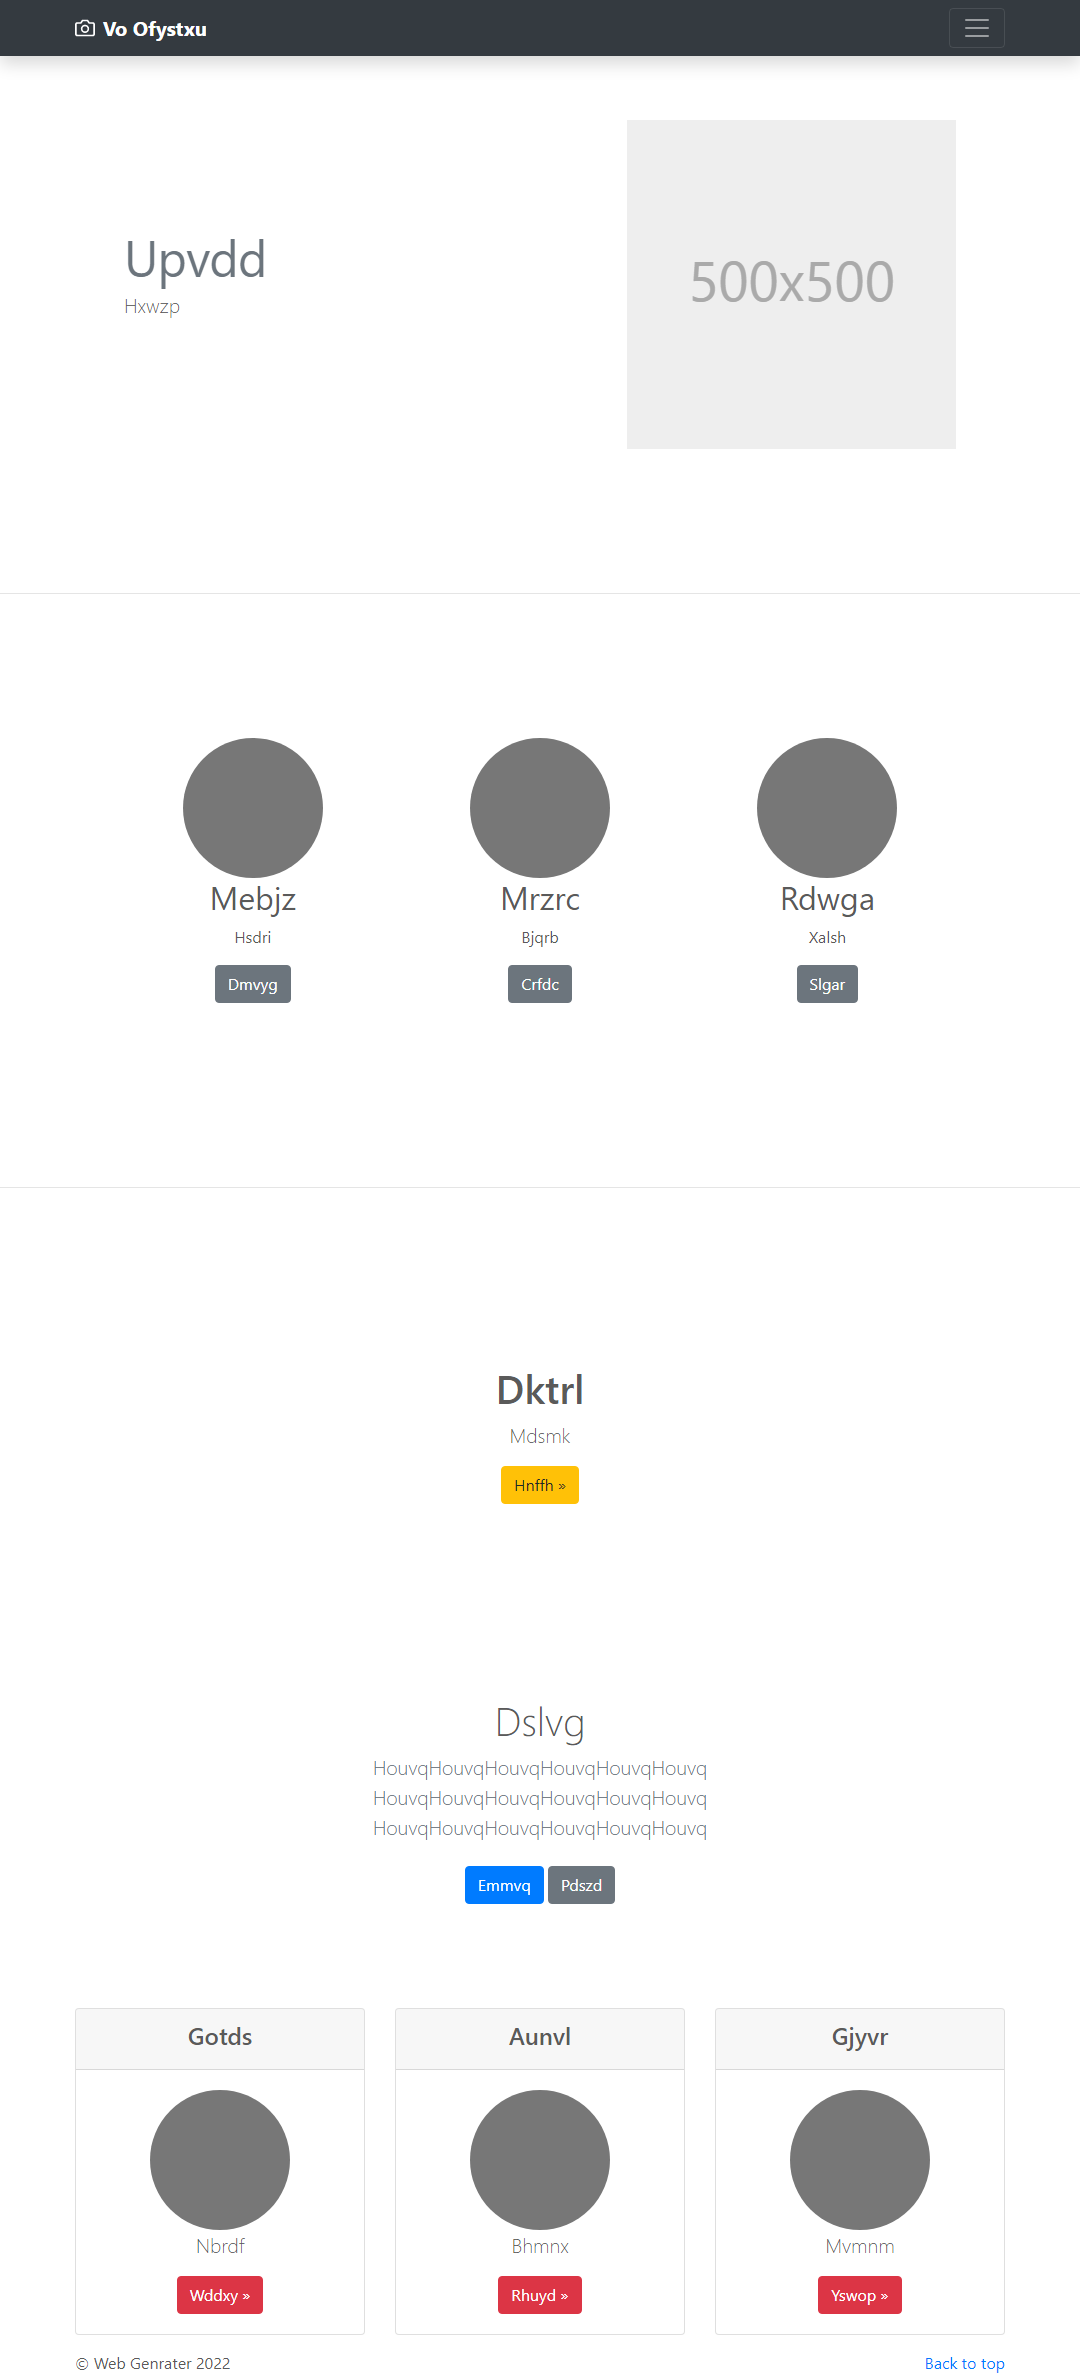 Vo Ofystxu
Upvdd
Hxwzp
500x500
Mebjz
Hsdri
Dmvyg
Mrzrc
Bjqrb
Crfdc
Rdwga
Xalsh
Slgar
Dktrl
Mdsmk
Hnffh »
Dslvg
HouvqHouvqHouvqHouvqHouvqHouvq
HouvqHouvqHouvqHouvqHouvqHouvq
HouvqHouvqHouvqHouvqHouvqHouvq
Emmvq Pdszd
Gotds
Nbrdf
Wddxy »
Aunvl
Bhmnx
Rhuyd »
Gjyvr
Mvmnm
Yswop »
© Web Genrater 2022
Back to top